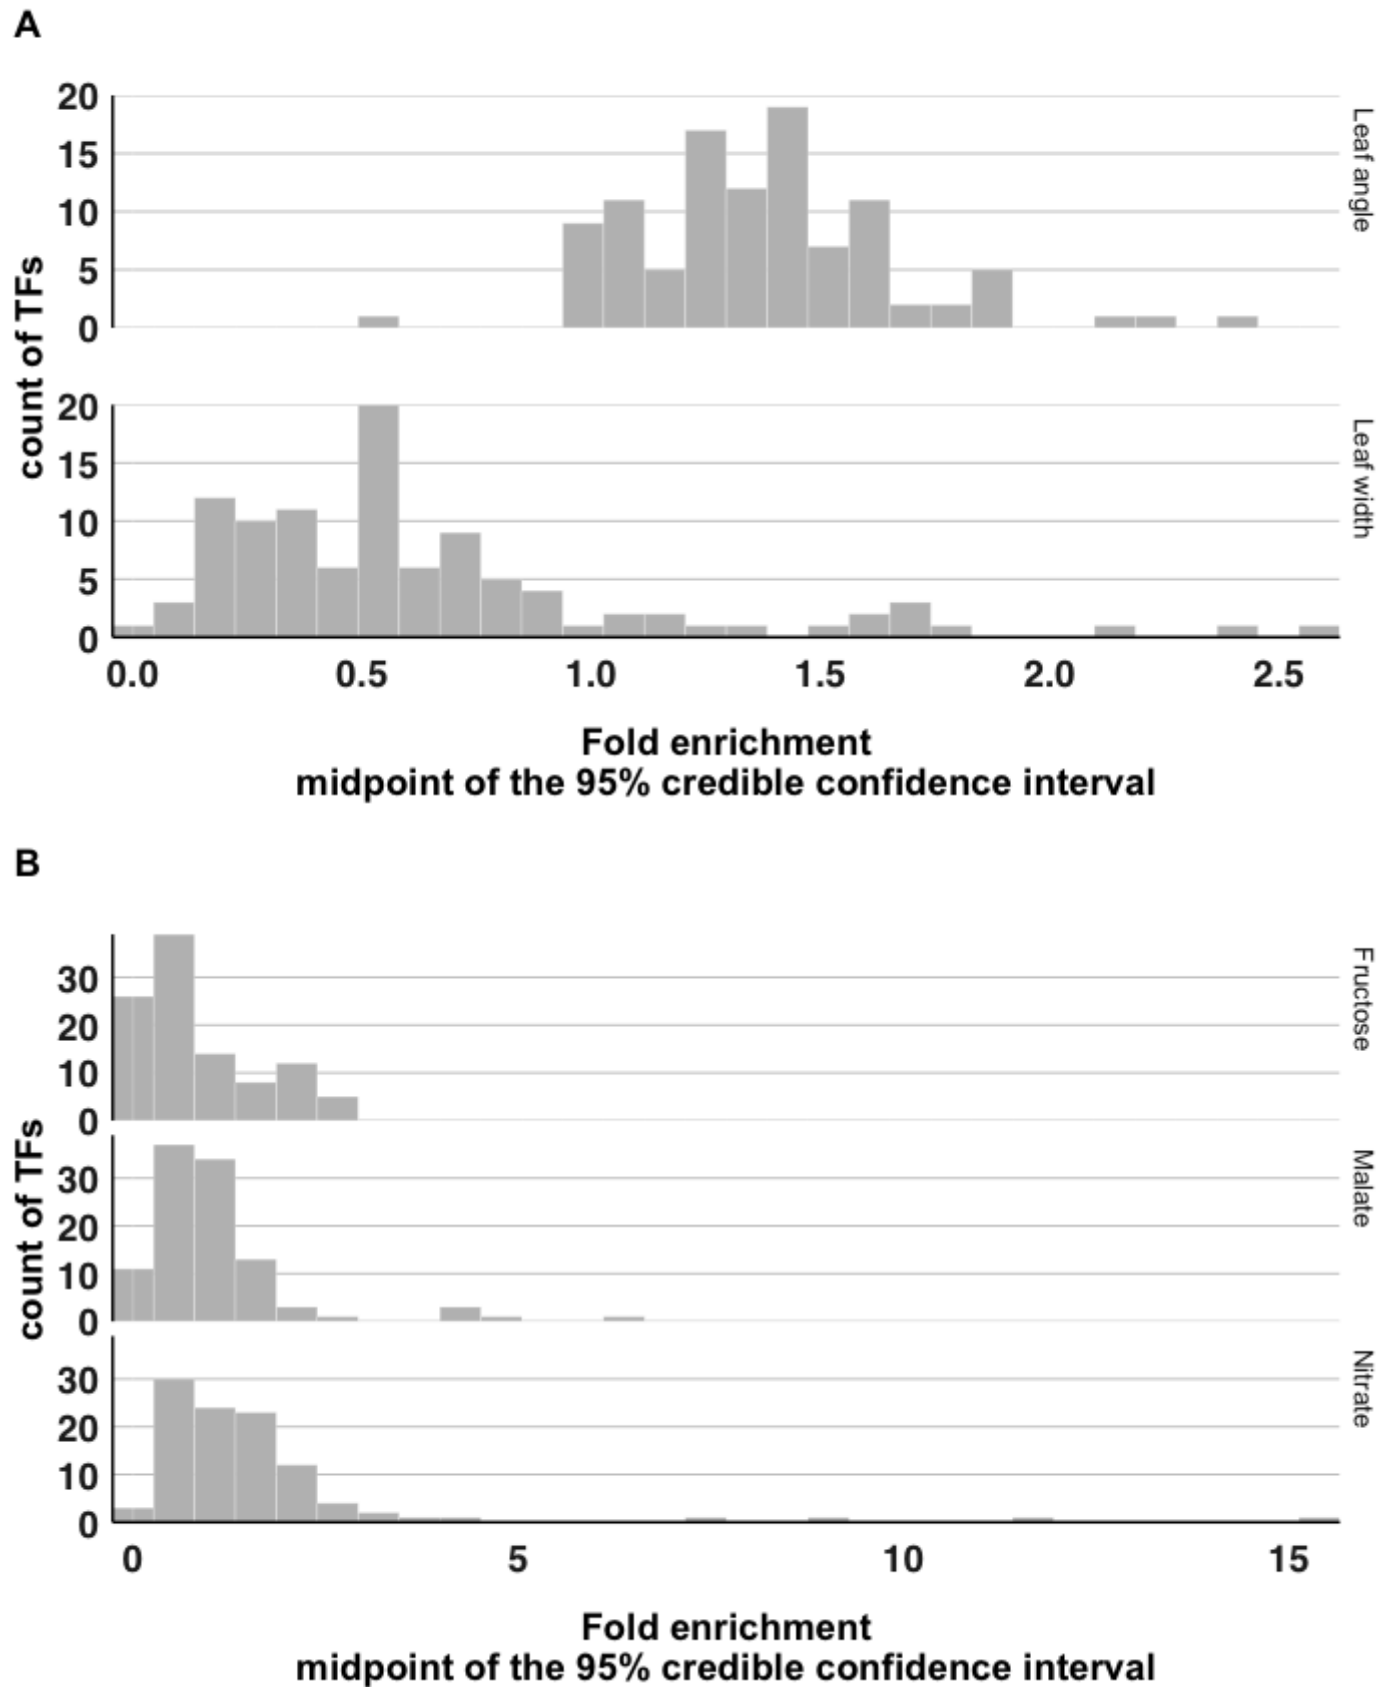 A
20
15
10
5
0
Leaf angle
count of TFs
20
15
10
5
0
Leaf width
0.0 0.5 1.0 1.5 2.0 2.5
Fold enrichment
midpoint of the 95% credible confidence interval
B
30
20
10
0
Fructose
count of TFs
30
20
10
0
Malate
30
20
10
0
Nitrate
0 5 10 15
Fold enrichment
midpoint of the 95% credible confidence interval